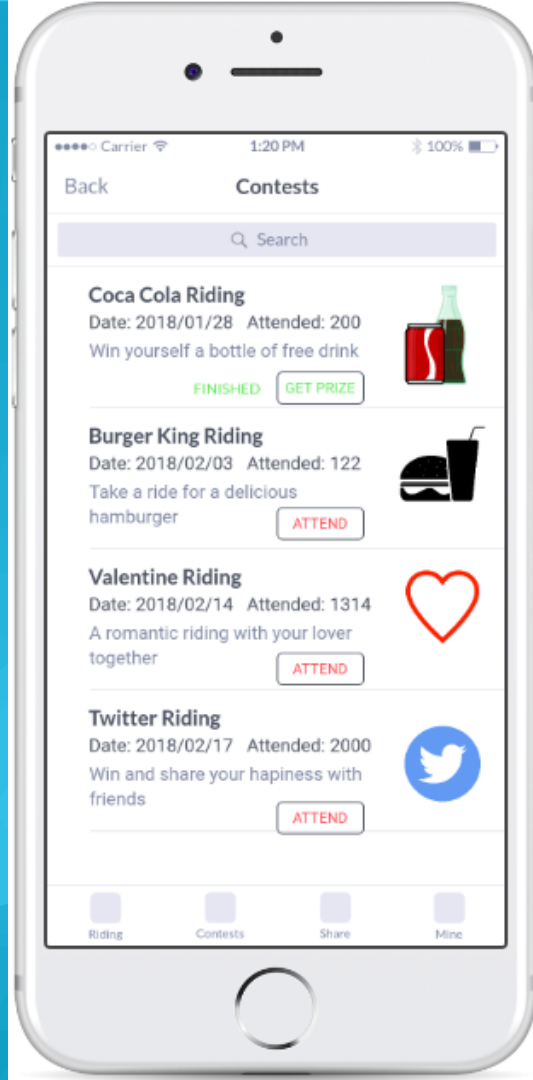 Carrier 1:20 PM 100%
Back Contests
Search
Coca Cola Riding
Date: 2018/01/28 Attended: 200
Win yourself a bottle of free drink
FINISHED GET PRIZE
Burger King Riding
Date: 2018/02/03 Attended: 122
Take a ride for a delicious
hamburger
ATTEND
Valentine Riding
Date: 2018/02/14 Attended: 1314
A romantic riding with your lover
together
ATTEND
Twitter Riding
Date: 2018/02/17 Attended: 2000
Win and share your hapiness with
friends
ATTEND
Riding Contests Share Mine